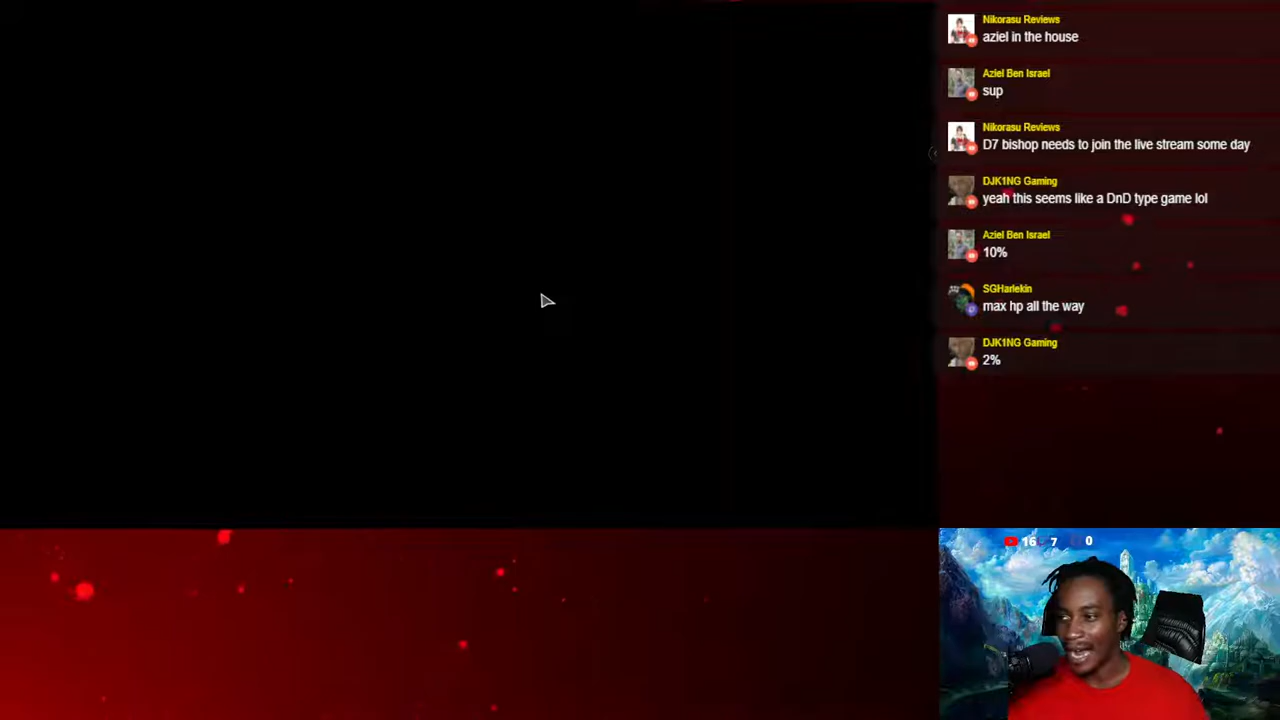 Nikorasu Reviews
aziel in the house
Aziel Ben Israel
sup
Nikorasu Reviews
D7 bishop needs to join the live stream some day
DJK1NG Gaming
yeah this seems like a DnD type game lol
Aziel Ben Israel
10%
SGHarlekin
max hp all the way
DJK1NG Gaming
2%
16 7 0